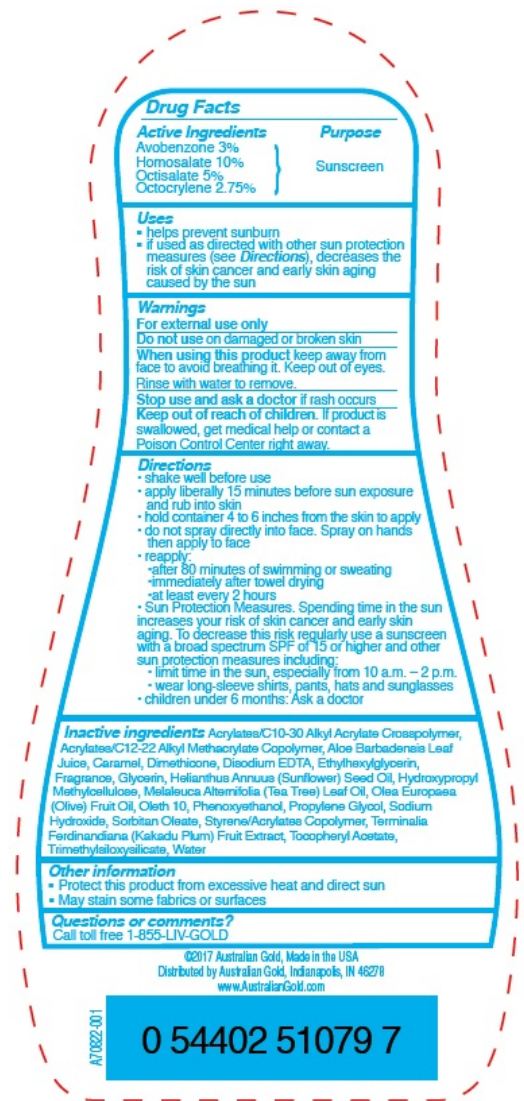 Drug Facts
Active Ingredients Purpose
Avobenzone 3%
Homosalate 10%
Octisalate 5%
Octocrylene 2.75%
Sunscreen
Uses
▪ helps prevent sunburn
▪ if used as directed with other sun protection
measures (see Directions), decreases the
risk of skin cancer and early skin aging
caused by the sun
Warnings
For external use only
Do not use on damaged or broken skin
When using this product keep away from
face to avoid breathing it. Keep out of eyes.
Rinse with water to remove.
Stop use and ask a doctor if rash occurs
Keep out of reach of children. If product is
swallowed, get medical help or contact a
Poison Control Center right away.
Directions
• shake well before use
• apply liberally 15 minutes before sun exposure
and rub into skin
• hold container 4 to 6 inches from the skin to apply
• do not spray directly into face. Spray on hands
then apply to face
• reapply:
•after 80 minutes of swimming or sweating
•immediately after towel drying
•at least every 2 hours
• Sun Protection Measures. Spending time in the sun
increases your risk of skin cancer and early skin
aging. To decrease this risk regularly use a sunscreen
with a broad spectrum SPF of 15 or higher and other
sun protection measures including:
• limit time in the sun, especially from 10 a.m. – 2 p.m.
• wear long-sleeve shirts, pants, hats and sunglasses
• children under 6 months: Ask a doctor
Inactive ingredients Acrylates/C10-30 Alkyl Acrylate Crosspolymer,
Acrylates/C12-22 Alkyl Methacrylate Copolymer, Aloe Barbadensis Leaf
Juice, Caramel, Dimethicone, Disodium EDTA, Ethylhexylglycerin,
Fragrance, Glycerin, Helianthus Annuus (Sunflower) Seed Oil, Hydroxypropyl
Methylcellulose, Melaleuca Alternifolia (Tea Tree) Leaf Oil, Olea Europaea
(Olive) Fruit Oil, Oleth 10, Phenoxyethanol, Propylene Glycol, Sodium
Hydroxide, Sorbitan Oleate, Styrene/Acrylates Copolymer, Terminalia
Ferdinandiana (Kakadu Plum) Fruit Extract, Tocopheryl Acetate,
Trimethylsiloxysilicate, Water
Other information
▪ Protect this product from excessive heat and direct sun
▪ May stain some fabrics or surfaces
Questions or comments?
Call toll free 1-855-LIV-GOLD
©2017 Australian Gold, Made in the USA
Distributed by Australian Gold, Indianapolis, IN 46278
www.AustralianGold.com
A70922-001
0 54402 51079 7